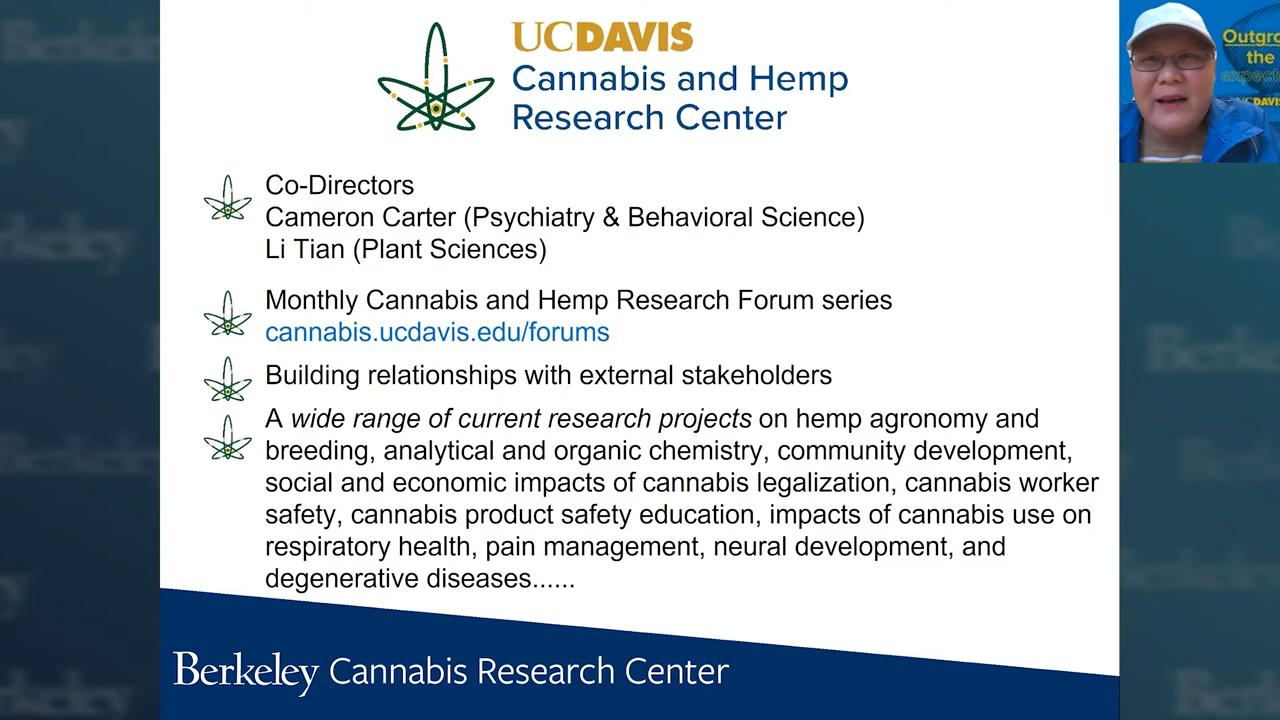 UCDAVIS
Cannabis and Hemp
Research Center
Outgro
the
expecta
UCDAVIS
Co-Directors
Cameron Carter (Psychiatry & Behavioral Science)
Li Tian (Plant Sciences)
Monthly Cannabis and Hemp Research Forum series
cannabis.ucdavis.edu/forums
Building relationships with external stakeholders
A wide range of current research projects on hemp agronomy and
breeding, analytical and organic chemistry, community development,
social and economic impacts of cannabis legalization, cannabis worker
safety, cannabis product safety education, impacts of cannabis use on
respiratory health, pain management, neural development, and
degenerative diseases......
Berkeley Cannabis Research Center